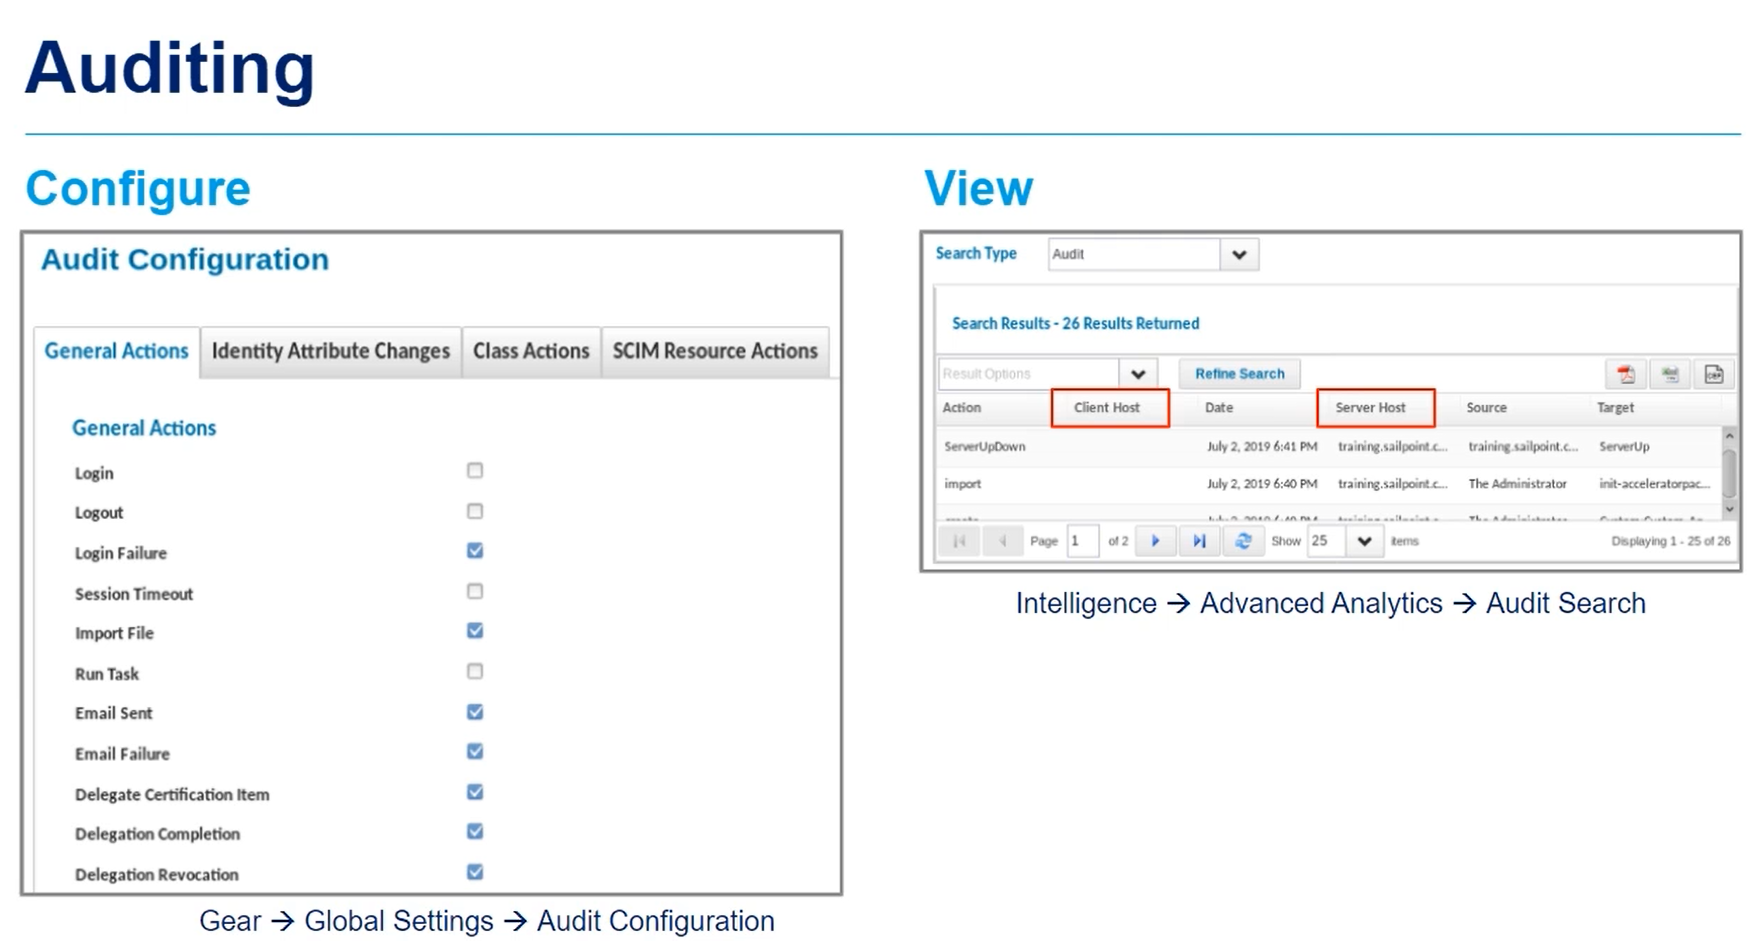 Auditing
Configure
Audit Configuration
General Actions Identity Attribute Changes Class Actions SCIM Resource Actions
General Actions
Login
Logout
Login Failure
Session Timeout
Import File
Run Task
Email Sent
Email Failure
Delegate Certification Item
Delegation Completion
Delegation Revocation
Gear → Global Settings → Audit Configuration
View
Search Type Audit
Search Results - 26 Results Returned
Result Options Refine Search
Action Client Host Date Server Host Source Target
ServerUpDown July 2, 2019 6:41 PM training.sailpoint.c... training.sailpoint.c... ServerUp
import July 2, 2019 6:40 PM training.sailpoint.c... The Administrator init-acceleratorpac...
Page 1 of 2 Show 25 items Displaying 1 - 25 of 26
Intelligence → Advanced Analytics → Audit Search